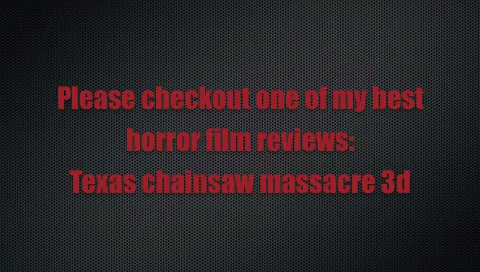 Please checkout one of my best
horror film reviews:
Texas chainsaw massacre 3d